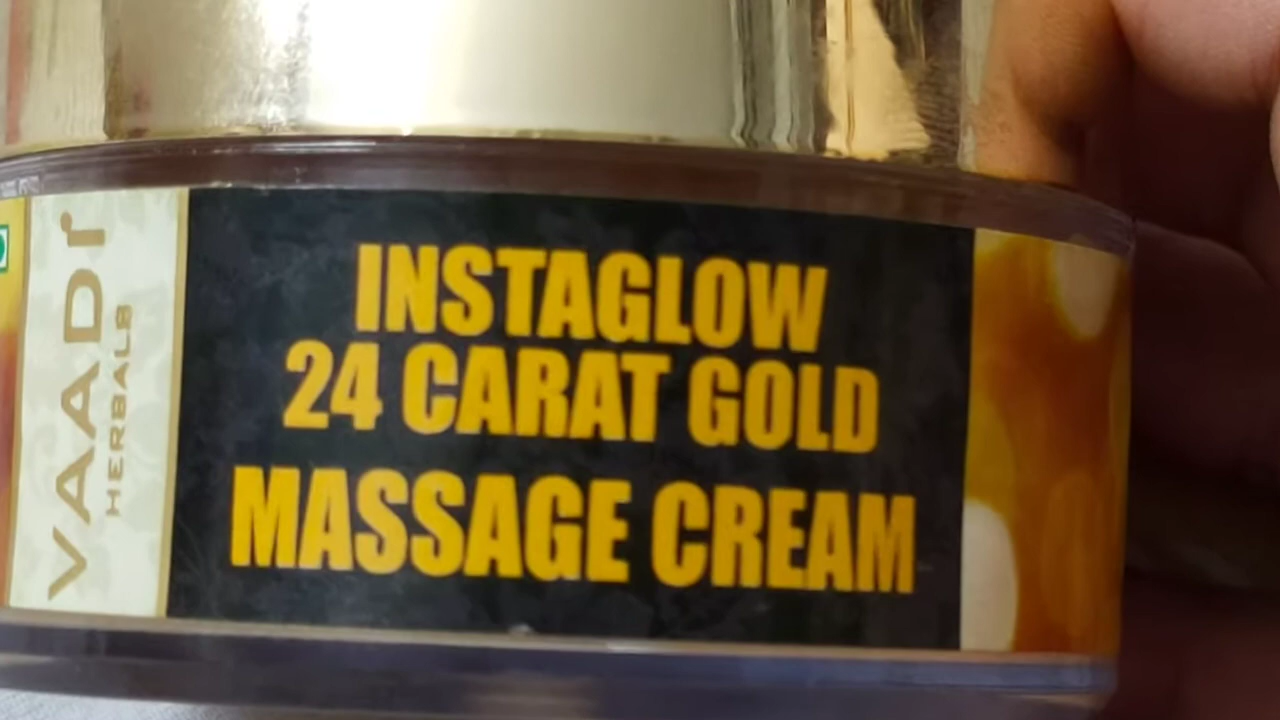 VAADI
HERBALS
INSTAGLOW
24 CARAT GOLD
MASSAGE CREAM